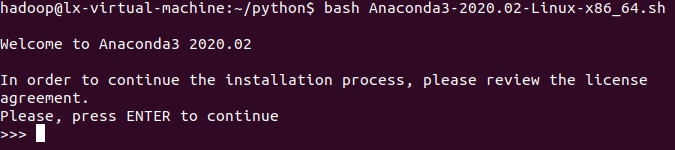 hadoop@lx-virtual-machine:~/python$ bash Anaconda3-2020.02-Linux-x86_64.sh
Welcome to Anaconda3 2020.02
In order to continue the installation process, please review the license
agreement.
Please, press ENTER to continue
>>>